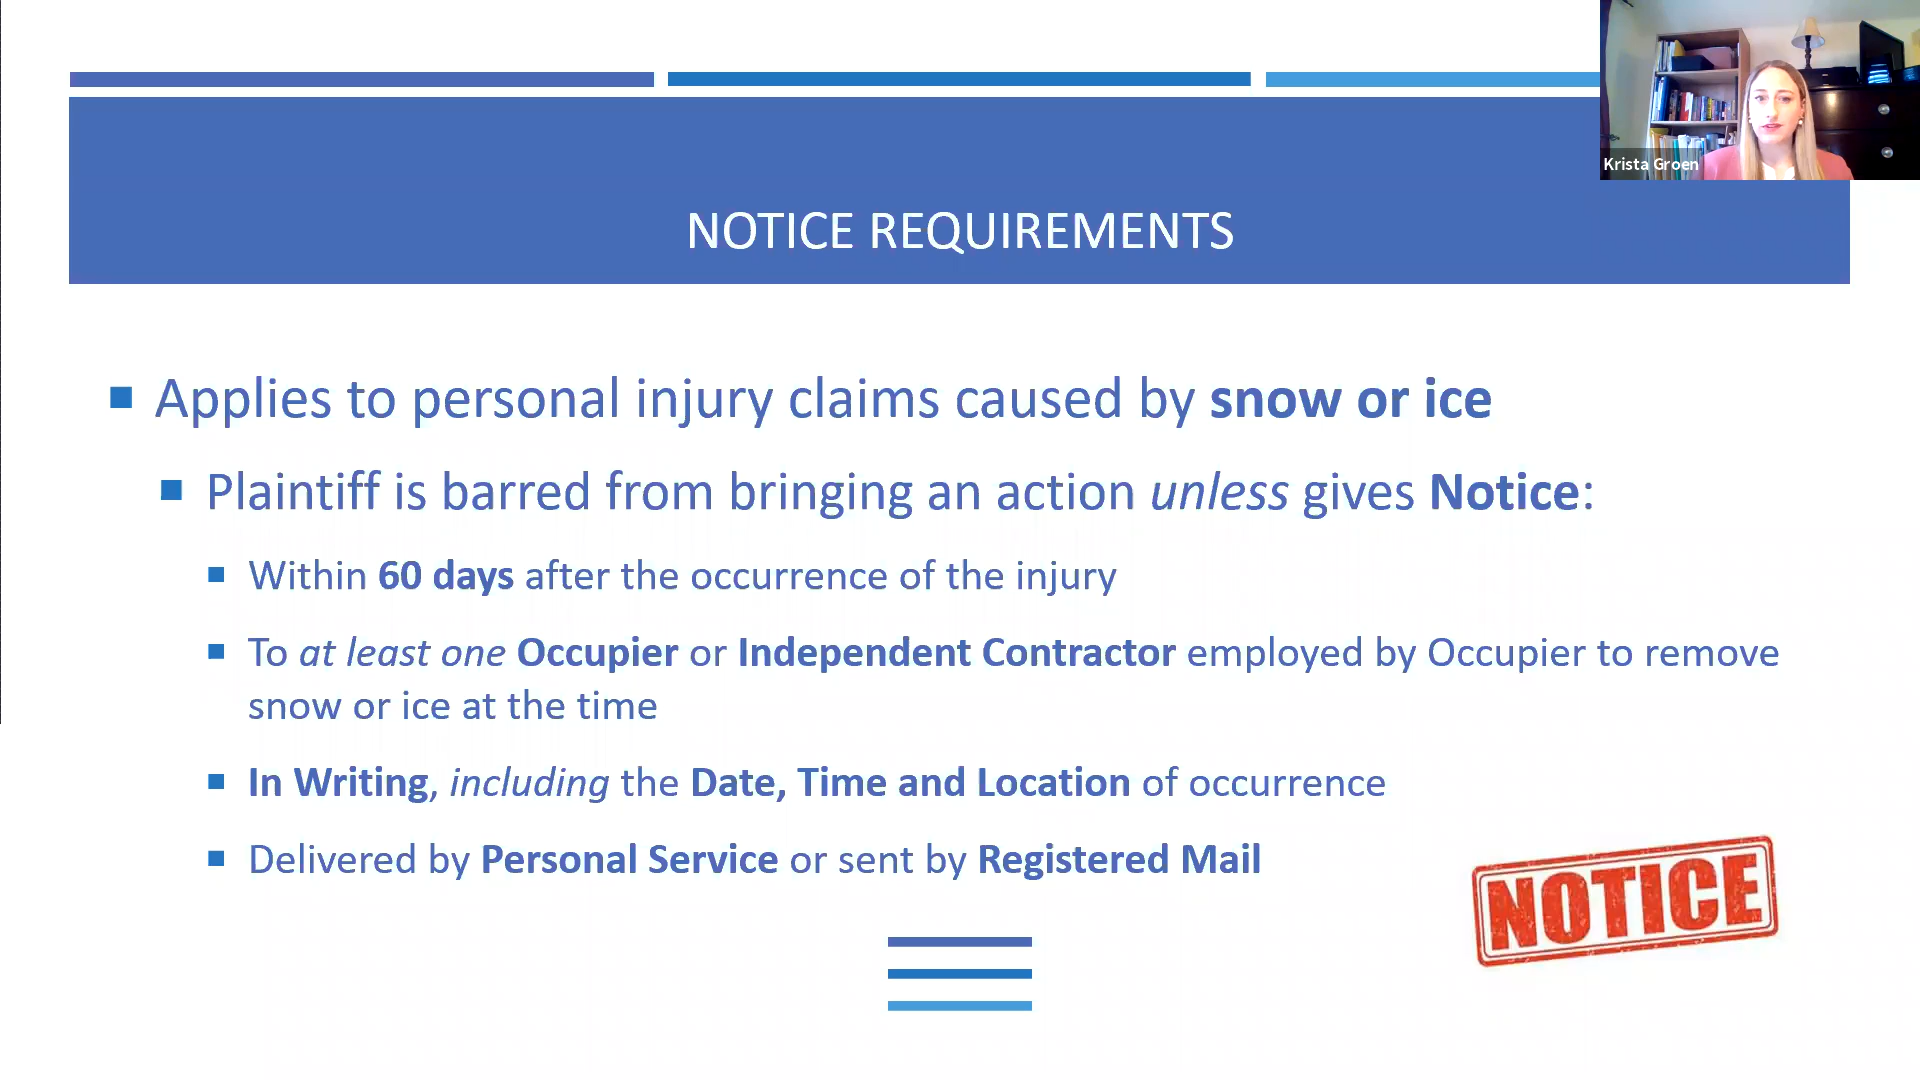 Krista Groen
NOTICE REQUIREMENTS
Applies to personal injury claims caused by snow or ice
Plaintiff is barred from bringing an action unless gives Notice:
Within 60 days after the occurrence of the injury
To at least one Occupier or Independent Contractor employed by Occupier to remove
snow or ice at the time
In Writing, including the Date, Time and Location of occurrence
Delivered by Personal Service or sent by Registered Mail
NOTICE